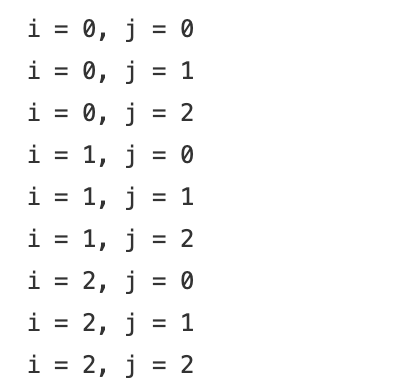 i = 0, j = 0
i = 0, j = 1
i = 0, j = 2
i = 1, j = 0
i = 1, j = 1
i = 1, j = 2
i = 2, j = 0
i = 2, j = 1
i = 2, j = 2